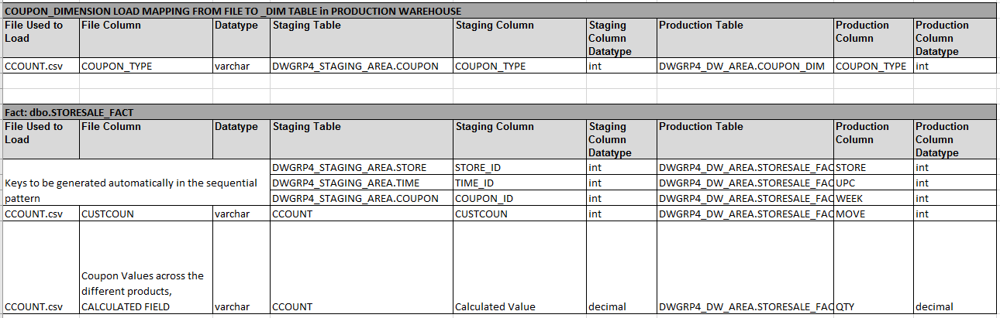 COUPON_DIMENSION LOAD MAPPING FROM FILE TO _DIM TABLE in PRODUCTION WAREHOUSE
File Used to Load File Column Datatype Staging Table Staging Column Staging Column Datatype Production Table Production Column Production Column Datatype
CCOUNT.csv COUPON_TYPE varchar DWGRP4_STAGING_AREA.COUPON COUPON_TYPE int DWGRP4_DW_AREA.COUPON_DIM COUPON_TYPE int
Fact: dbo.STORESALE_FACT
File Used to Load File Column Datatype Staging Table Staging Column Staging Column Datatype Production Table Production Column Production Column Datatype
Keys to be generated automatically in the sequential pattern
DWGRP4_STAGING_AREA.STORE STORE_ID int DWGRP4_DW_AREA.STORESALE_FAC STORE int
DWGRP4_STAGING_AREA.TIME TIME_ID int DWGRP4_DW_AREA.STORESALE_FAC UPC int
DWGRP4_STAGING_AREA.COUPON COUPON_ID int DWGRP4_DW_AREA.STORESALE_FAC WEEK int
CCOUNT.csv CUSTCOUN varchar CCOUNT CUSTCOUN int DWGRP4_DW_AREA.STORESALE_FAC MOVE int
CCOUNT.csv Coupon Values across the different products, CALCULATED FIELD varchar CCOUNT Calculated Value decimal DWGRP4_DW_AREA.STORESALE_FAC QTY decimal